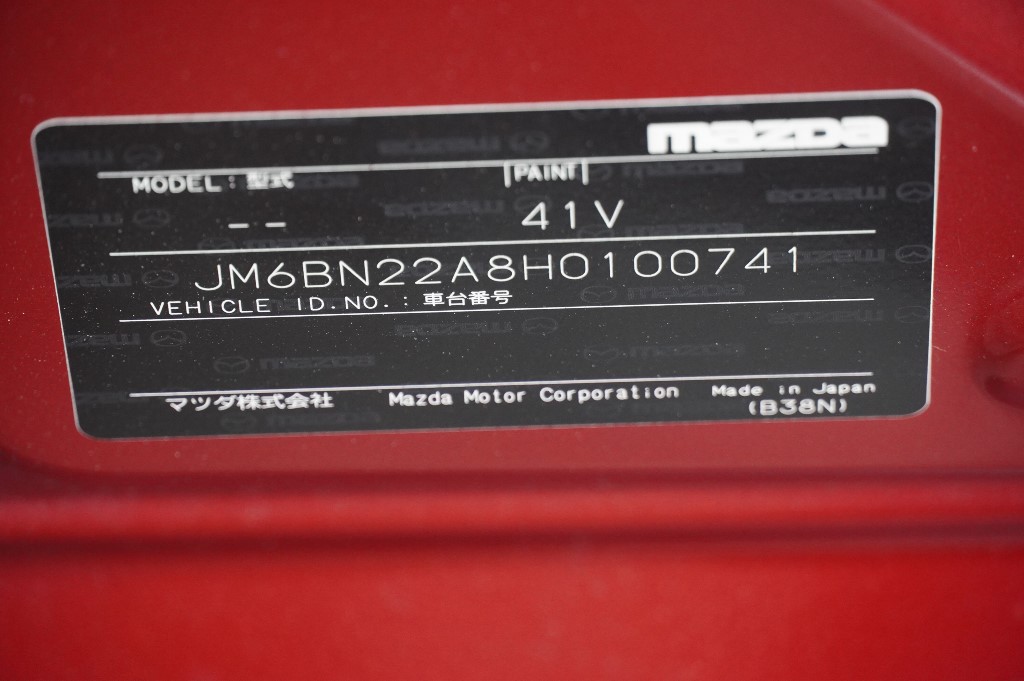 mazda
MODEL : 型式 PAINT
-- 41V
JM6BN22A8H0100741
VEHICLE ID.NO. : 車台番号
マツダ株式会社 Mazda Motor Corporation Made in Japan
(B38N)